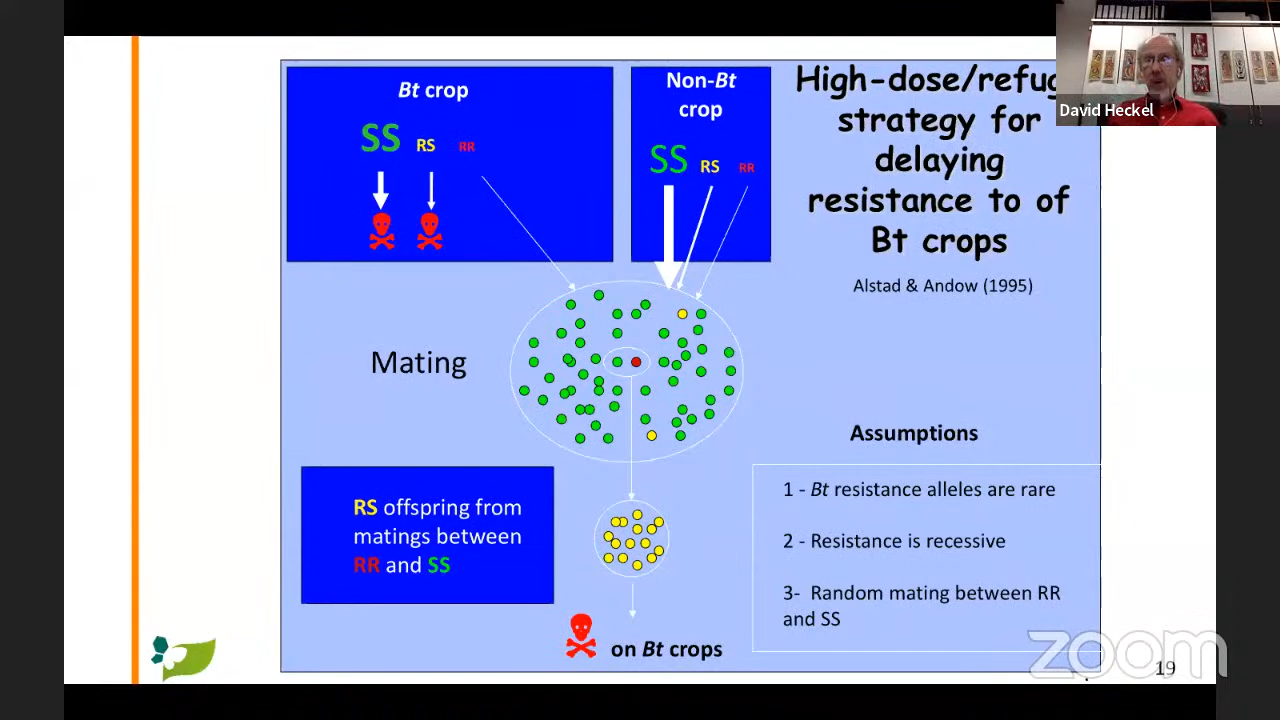 Bt crop
SS RS RR
Non-Bt
crop
SS RS RR
High-dose/refug
strategy for
delaying
resistance to of
Bt crops
Alstad & Andow (1995)
David Heckel
Mating
RS offspring from
matings between
RR and SS
on Bt crops
Assumptions
1 - Bt resistance alleles are rare
2 - Resistance is recessive
3- Random mating between RR
and SS
zoom
19